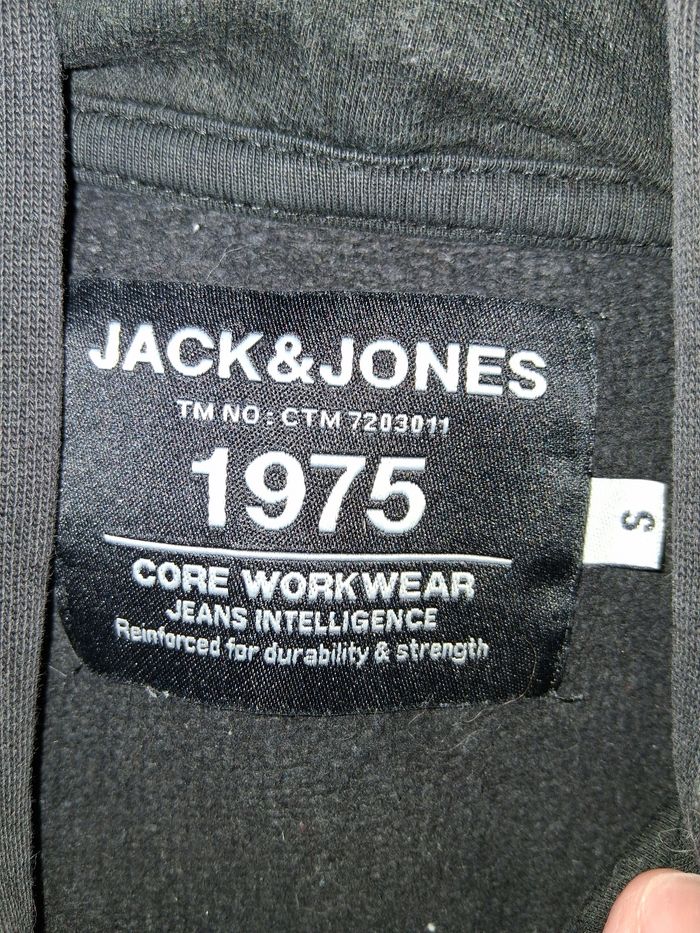 JACK&JONES
TM NO : CTM 7203011
1975
CORE WORKWEAR
JEANS INTELLIGENCE
Reinforced for durability & strength
S